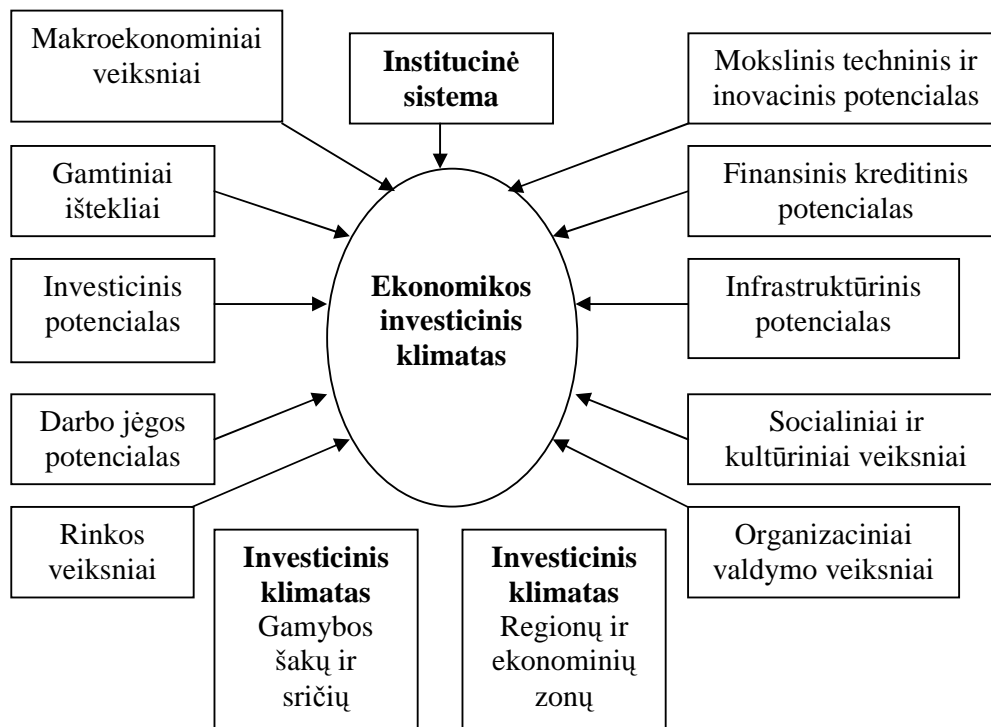 Makroekonominiai
veiksniai
Institucinė
sistema
Mokslinis techninis ir
inovacinis potencialas
Gamtiniai
ištekliai
Finansinis kreditinis
potencialas
Investicinis
potencialas
Ekonomikos
investicinis
klimatas
Infrastruktūrinis
potencialas
Darbo jėgos
potencialas
Socialiniai ir
kultūriniai veiksniai
Rinkos
veiksniai
Investicinis
klimatas
Gamybos
šakų ir
sričių
Investicinis
klimatas
Regionų ir
ekonominių
zonų
Organizaciniai
valdymo veiksniai